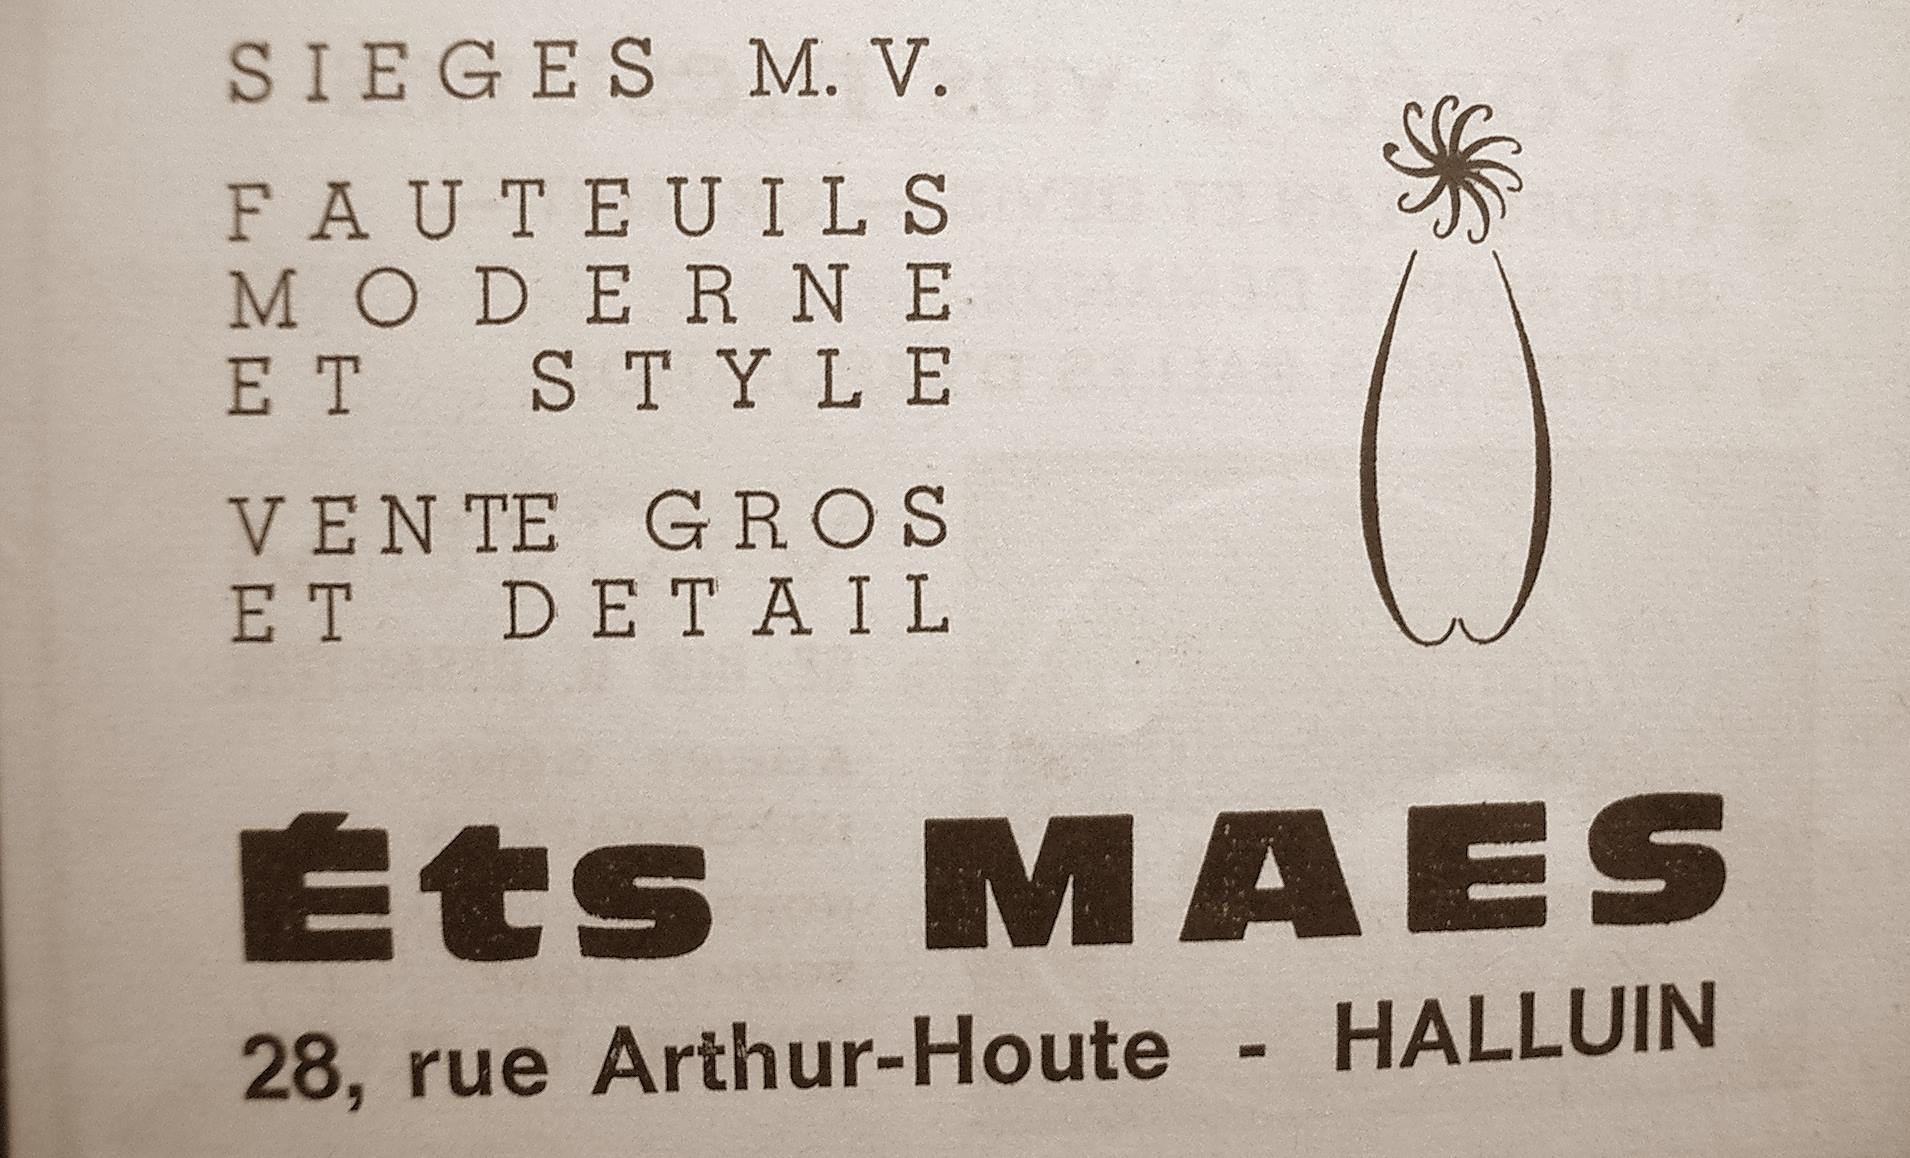 SIEGES M. V.
FAUTEUILS
MODERNE
ET STYLE
VENTE GROS
ET DETAIL
Éts MAES
28, rue Arthur-Houte - HALLUIN